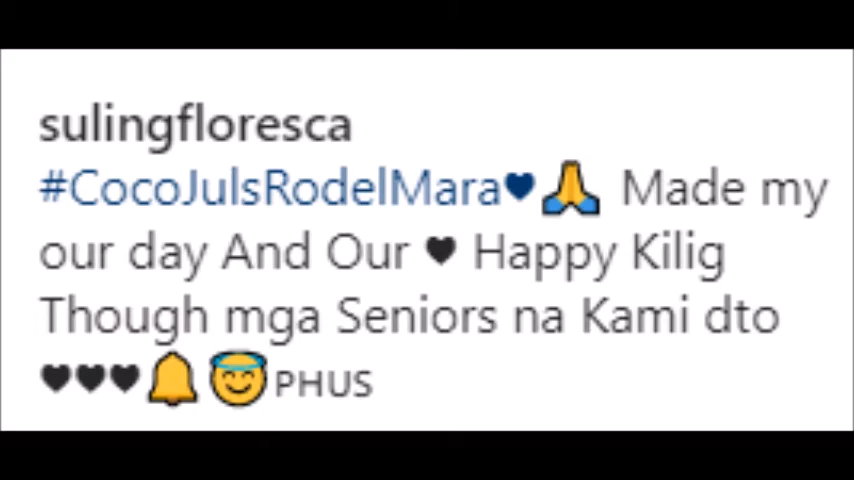 sulingfloresca
#CocoJulsRodelMara♥🙏 Made my
our day And Our ♥ Happy Kilig
Though mga Seniors na Kami dto
♥♥♥🔔😇PHUS